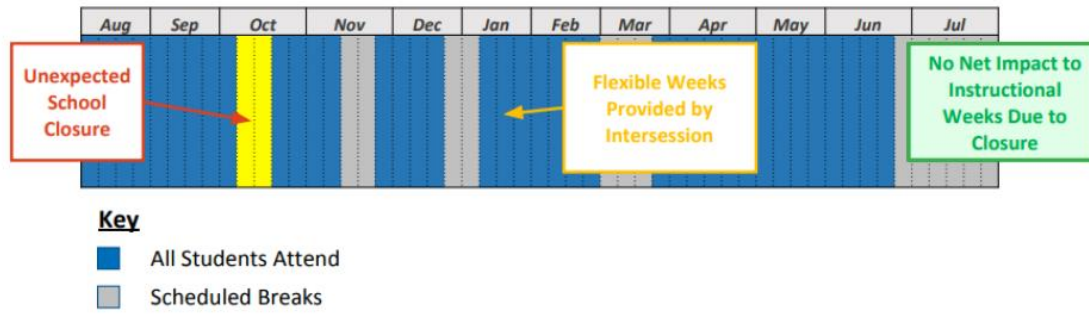 Aug Sep Oct Nov Dec Jan Feb Mar Apr May Jun Jul
Unexpected
School
Closure
Flexible Weeks
Provided by
Intersession
No Net Impact to
Instructional
Weeks Due to
Closure
Key
All Students Attend
Scheduled Breaks